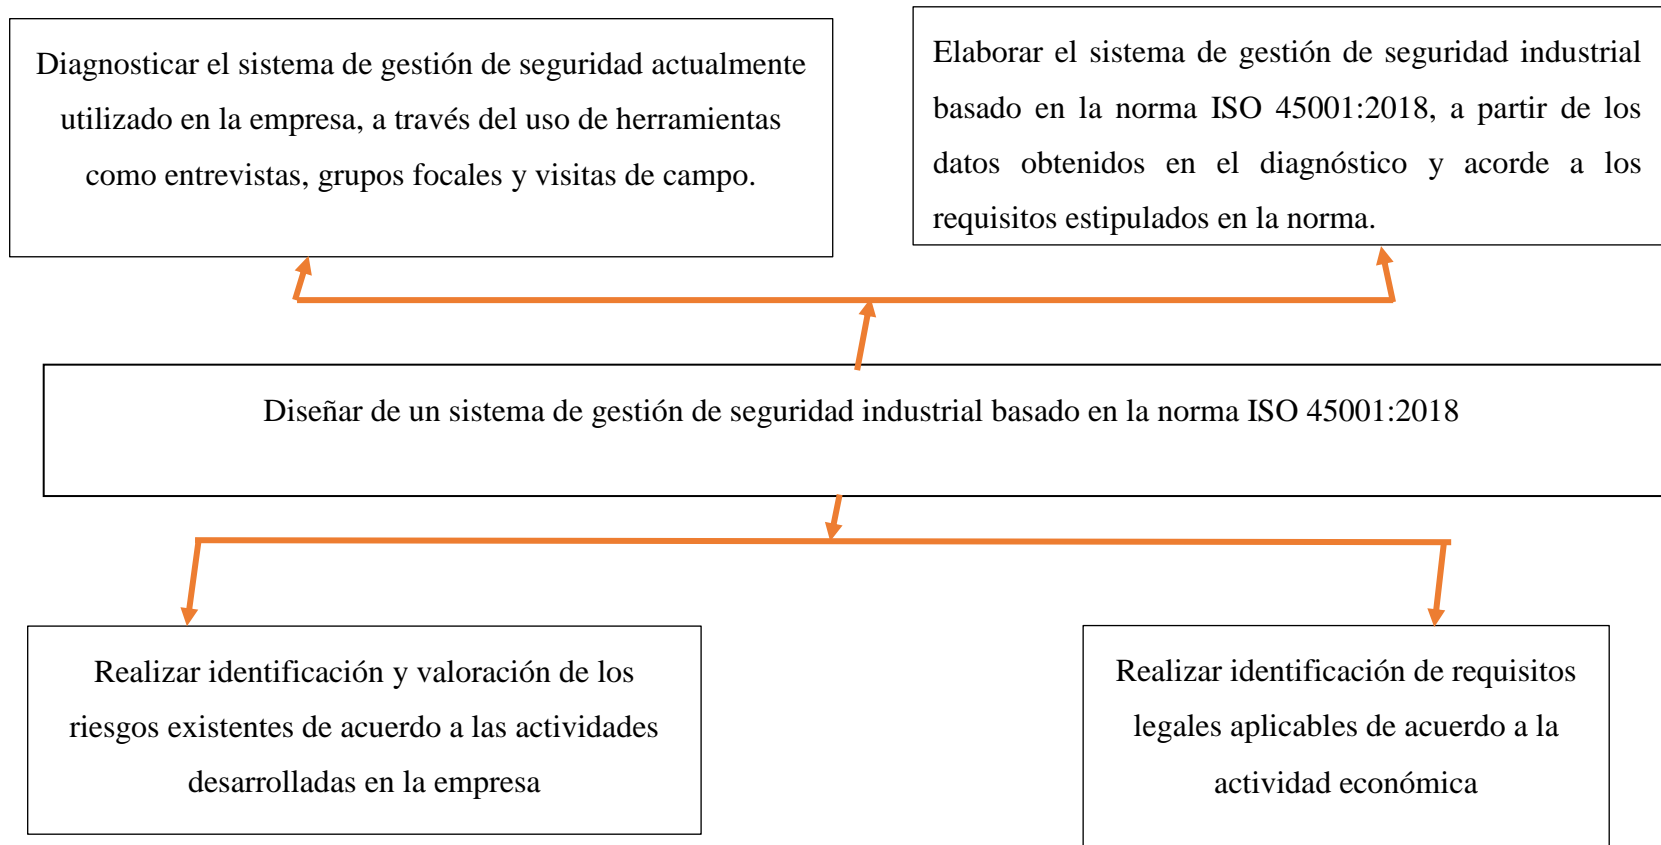 Diagnosticar el sistema de gestión de seguridad actualmente
utilizado en la empresa, a través del uso de herramientas
como entrevistas, grupos focales y visitas de campo.
Elaborar el sistema de gestión de seguridad industrial
basado en la norma ISO 45001:2018, a partir de los
datos obtenidos en el diagnóstico y acorde a los
requisitos estipulados en la norma.
Diseñar de un sistema de gestión de seguridad industrial basado en la norma ISO 45001:2018
Realizar identificación y valoración de los
riesgos existentes de acuerdo a las actividades
desarrolladas en la empresa
Realizar identificación de requisitos
legales aplicables de acuerdo a la
actividad económica